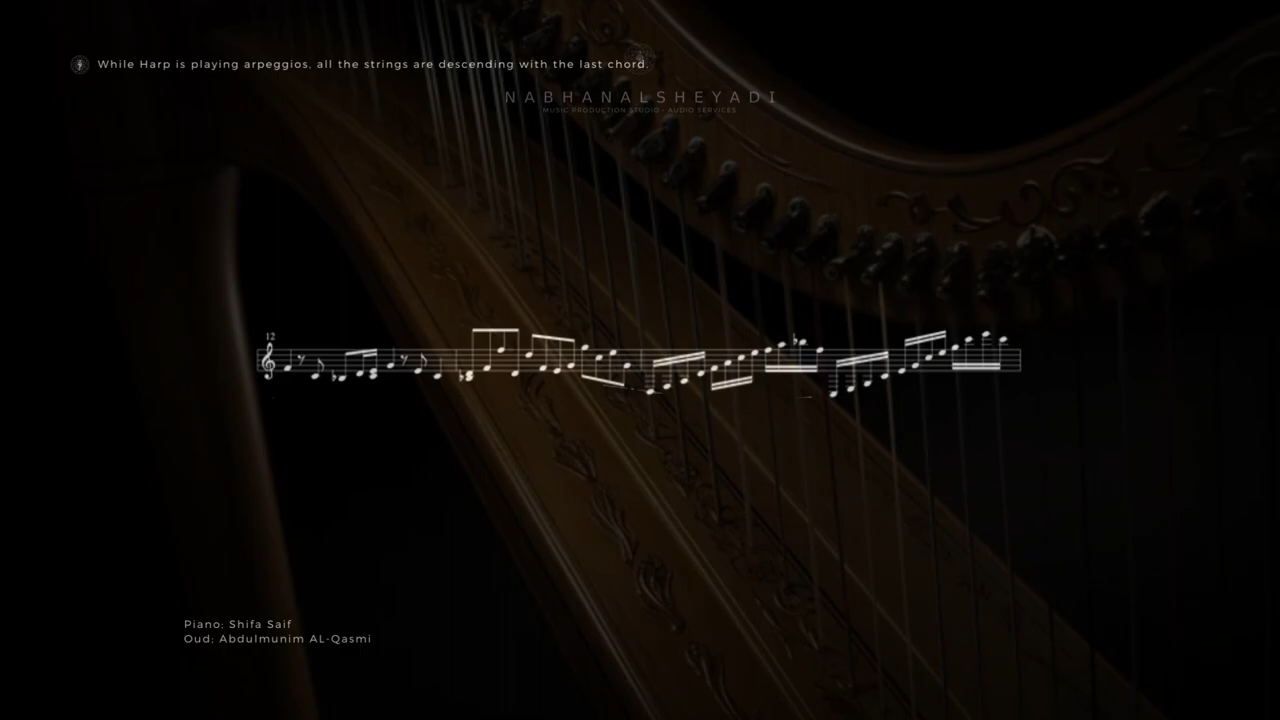 While Harp is playing arpeggios, all the strings are descending with the last chord.
NABHANALSHEYADI
MUSIC PRODUCTION STUDIO - AUDIO SERVICES
12
Piano: Shifa Saif
Oud: Abdulmunim AL-Qasmi